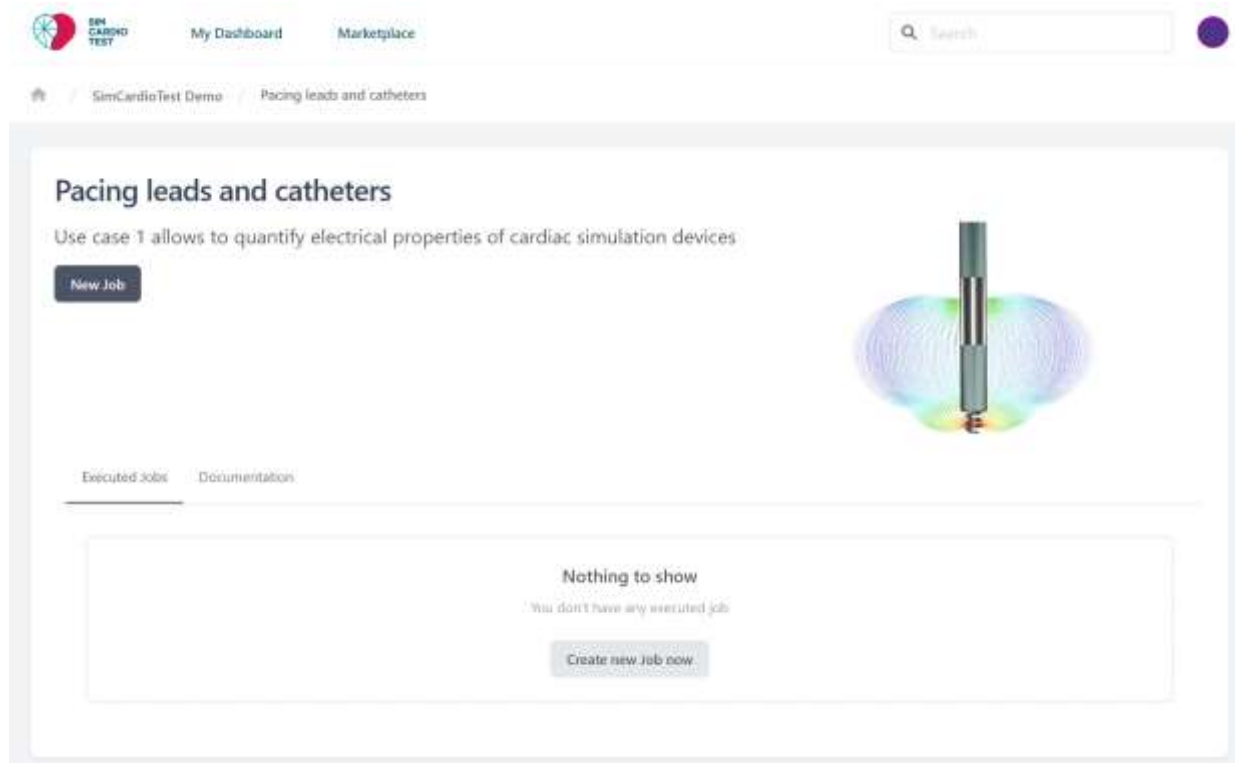 SIM
CARDIO
TEST
My Dashboard
Marketplace
Search
/ SimCardioTest Demo / Pacing leads and catheters
Pacing leads and catheters
Use case 1 allows to quantify electrical properties of cardiac simulation devices
New Job
Executed Jobs
Documentation
Nothing to show
You don't have any executed job
Create new Job now